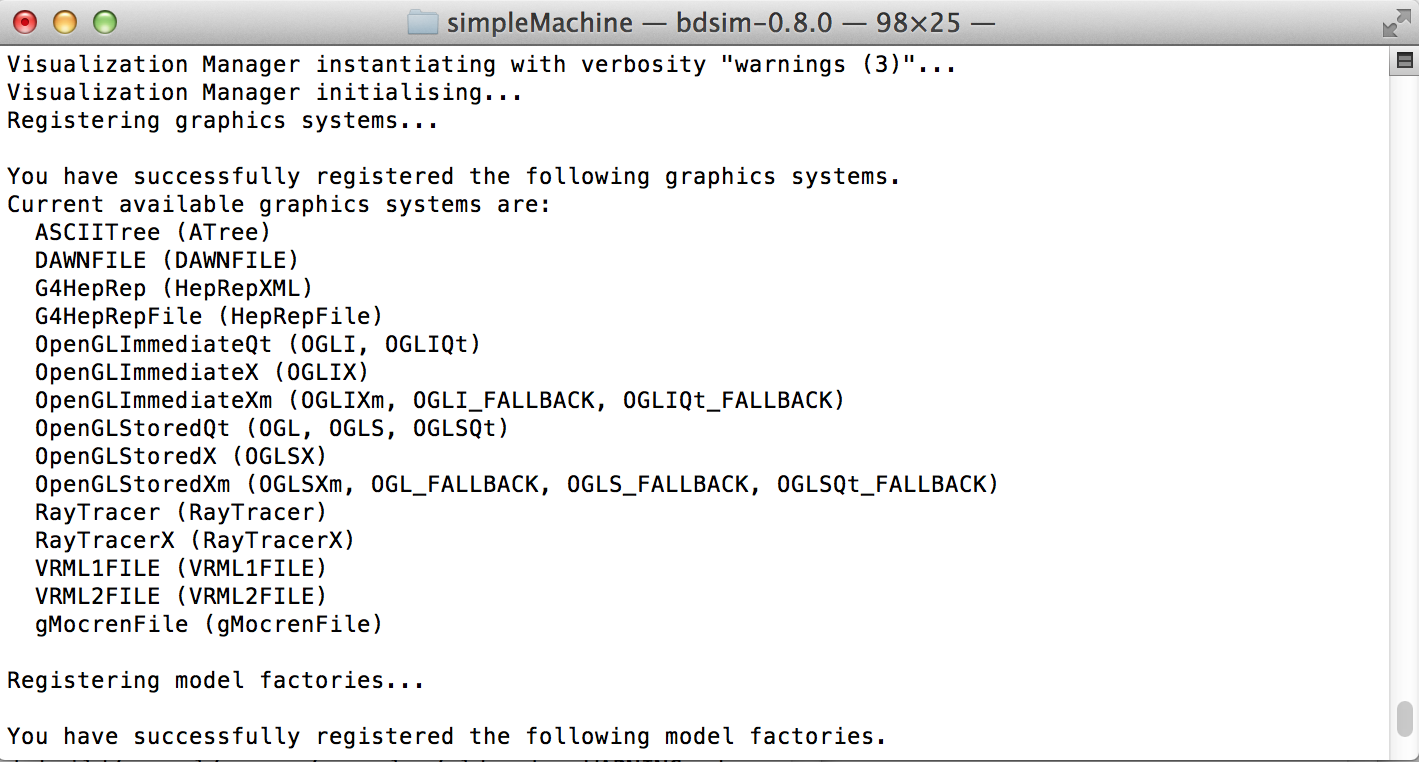 simpleMachine — bdsim-0.8.0 — 98×25 —
Visualization Manager instantiating with verbosity "warnings (3)"...
Visualization Manager initialising...
Registering graphics systems...
You have successfully registered the following graphics systems.
Current available graphics systems are:
ASCIITree (ATree)
DAWNFILE (DAWNFILE)
G4HepRep (HepRepXML)
G4HepRepFile (HepRepFile)
OpenGLImmediateQt (OGLI, OGLIQt)
OpenGLImmediateX (OGLIX)
OpenGLImmediateXm (OGLIXm, OGLI_FALLBACK, OGLIQt_FALLBACK)
OpenGLStoredQt (OGL, OGLS, OGLSQt)
OpenGLStoredX (OGLSX)
OpenGLStoredXm (OGLSXm, OGL_FALLBACK, OGLS_FALLBACK, OGLSQt_FALLBACK)
RayTracer (RayTracer)
RayTracerX (RayTracerX)
VRML1FILE (VRML1FILE)
VRML2FILE (VRML2FILE)
gMocrenFile (gMocrenFile)
Registering model factories...
You have successfully registered the following model factories.